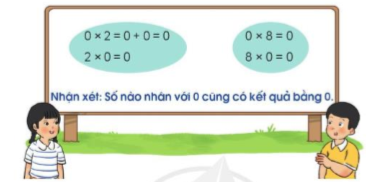 0 × 2 = 0 + 0 = 0
2 × 0 = 0
0 × 8 = 0
8 × 0 = 0
Nhận xét: Số nào nhân với 0 cũng có kết quả bằng 0.